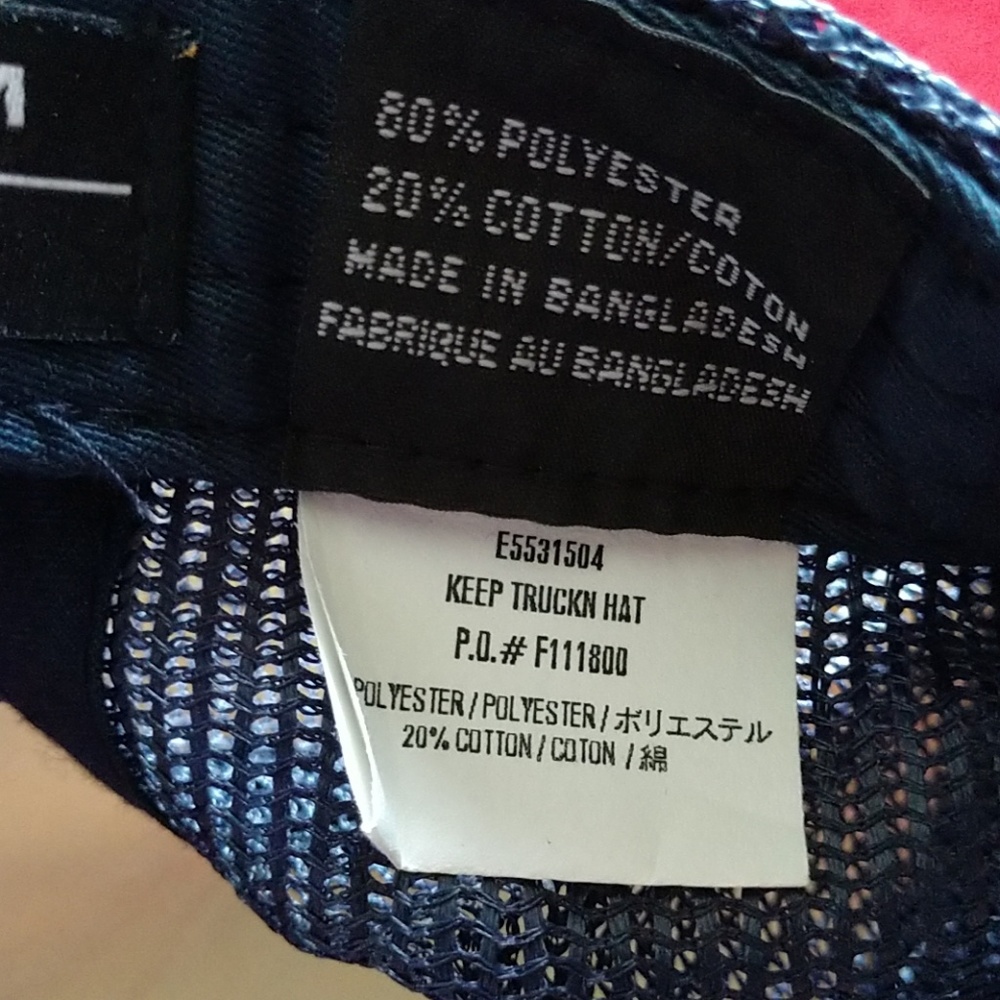 80% POLYESTER
20% COTTON/COTON
MADE IN BANGLADESH
FABRIQUE AU BANGLADESH
E5531504
KEEP TRUCKN HAT
P.O.# F111800
POLYESTER / POLYESTER / ポリエステル
20% COTTON / COTON / 綿